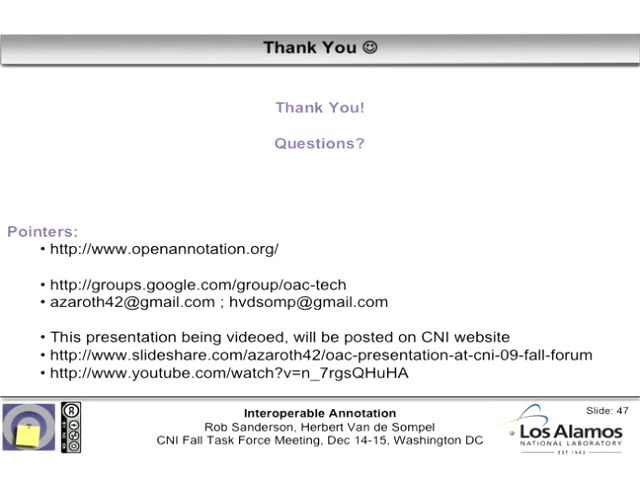 Thank You ☺
Thank You!
Questions?
Pointers:
• http://www.openannotation.org/
• http://groups.google.com/group/oac-tech
• azaroth42@gmail.com ; hvdsomp@gmail.com
• This presentation being videoed, will be posted on CNI website
• http://www.slideshare.com/azaroth42/oac-presentation-at-cni-09-fall-forum
• http://www.youtube.com/watch?v=n_7rgsQHuHA
Interoperable Annotation
Rob Sanderson, Herbert Van de Sompel
CNI Fall Task Force Meeting, Dec 14-15, Washington DC
Slide: 47
Los Alamos
NATIONAL LABORATORY
EST 1943